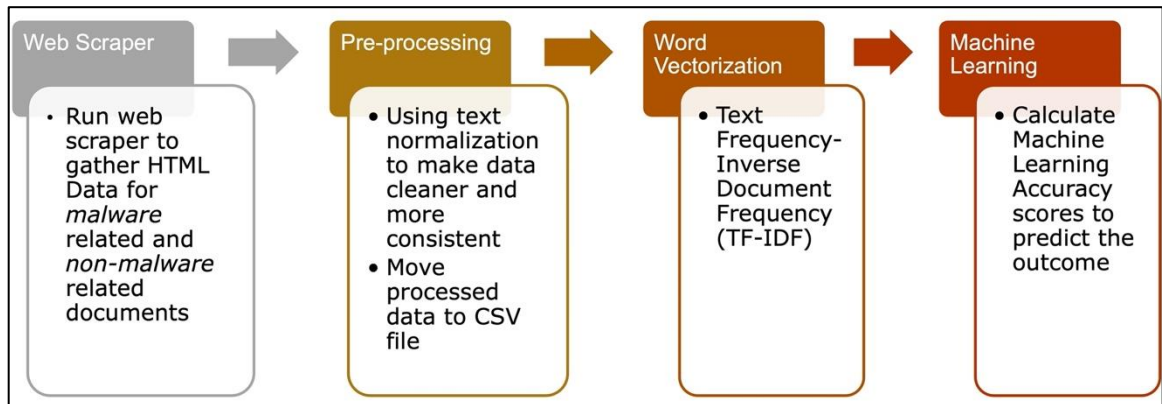 Web Scraper
• Run web
scraper to
gather HTML
Data for
malware
related and
non-malware
related
documents
Pre-processing
• Using text
normalization
to make data
cleaner and
more
consistent
• Move
processed
data to CSV
file
Word
Vectorization
• Text
Frequency-
Inverse
Document
Frequency
(TF-IDF)
Machine
Learning
• Calculate
Machine
Learning
Accuracy
scores to
predict the
outcome